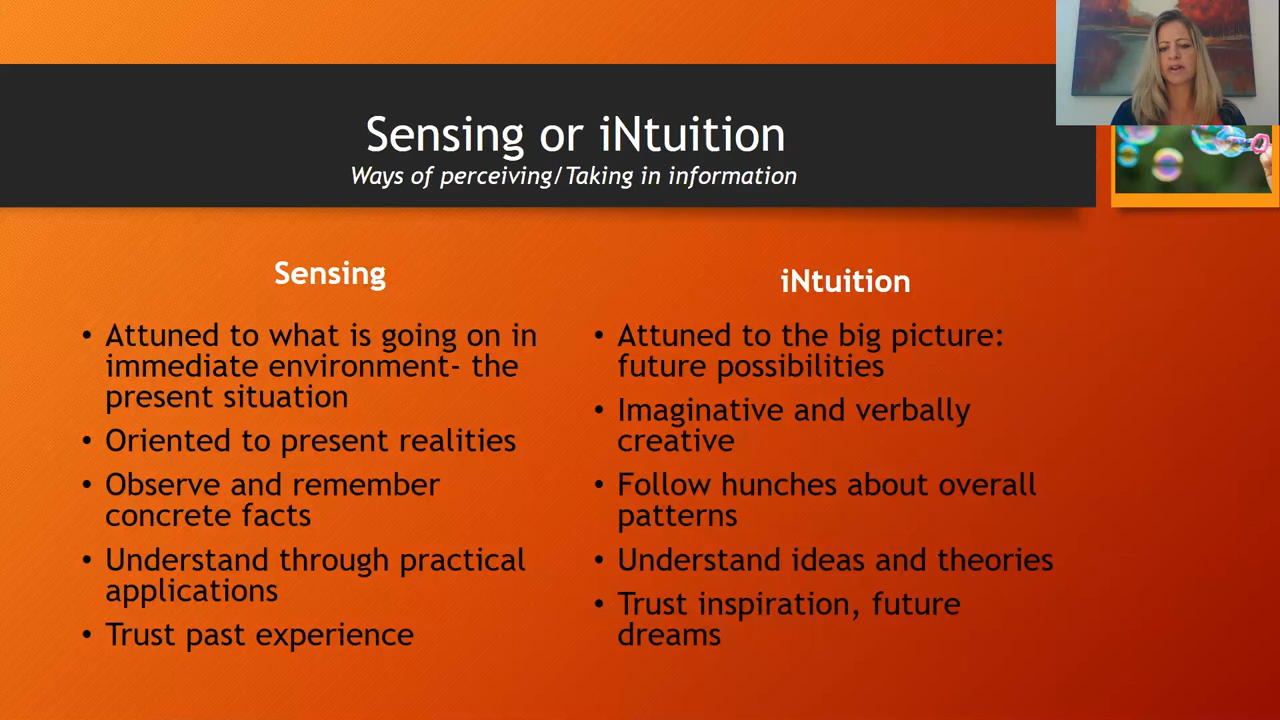 Sensing or iNtuition
Ways of perceiving/Taking in information
Sensing
• Attuned to what is going on in
immediate environment- the
present situation
• Oriented to present realities
• Observe and remember
concrete facts
• Understand through practical
applications
• Trust past experience
iNtuition
• Attuned to the big picture:
future possibilities
• Imaginative and verbally
creative
• Follow hunches about overall
patterns
• Understand ideas and theories
• Trust inspiration, future
dreams